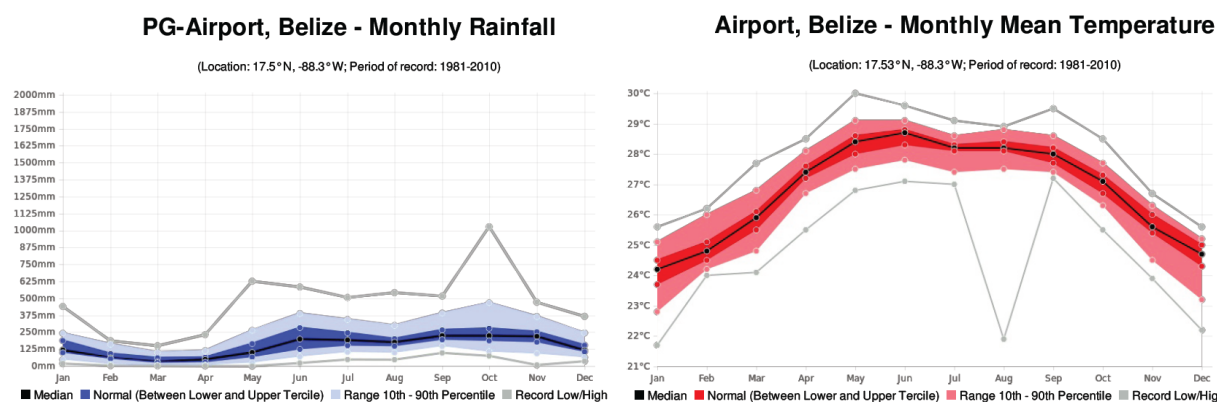 PG-Airport, Belize - Monthly Rainfall
(Location: 17.5°N, -88.3°W; Period of record: 1981-2010)
2000mm
1875mm
1750mm
1625mm
1500mm
1375mm
1250mm
1125mm
1000mm
875mm
750mm
625mm
500mm
375mm
250mm
125mm
0mm
Jan Feb Mar Apr May Jun Jul Aug Sep Oct Nov Dec
Median Normal (Between Lower and Upper Tercile) Range 10th - 90th Percentile Record Low/High
Airport, Belize - Monthly Mean Temperature
(Location: 17.53°N, -88.3°W; Period of record: 1981-2010)
30°C
29°C
28°C
27°C
26°C
25°C
24°C
23°C
22°C
21°C
Jan Feb Mar Apr May Jun Jul Aug Sep Oct Nov Dec
Median Normal (Between Lower and Upper Tercile) Range 10th - 90th Percentile Record Low/High